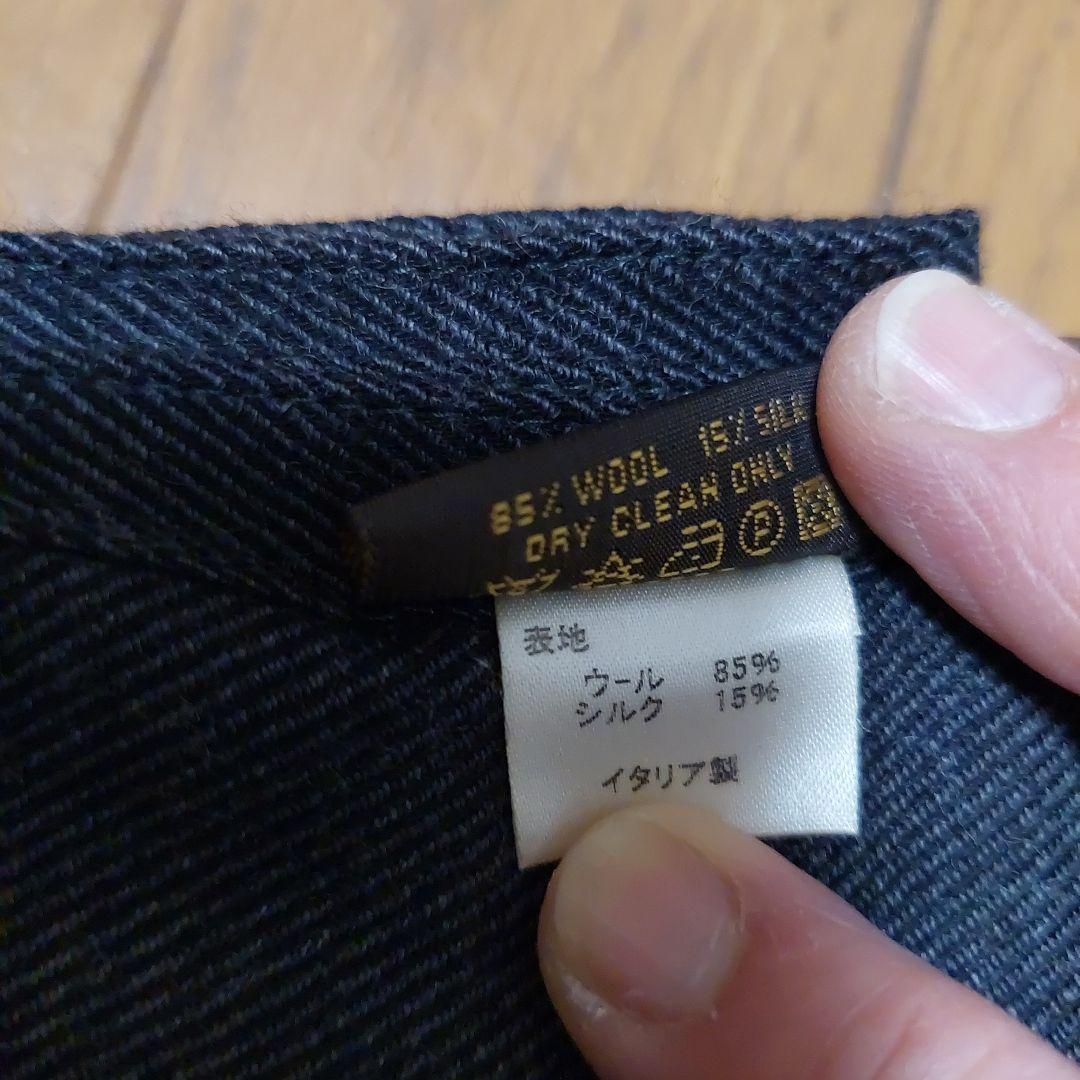 85% WOOL 15% SILK
DRY CLEAN ONLY
P
表地
ウール 85%
シルク 15%
イタリア製